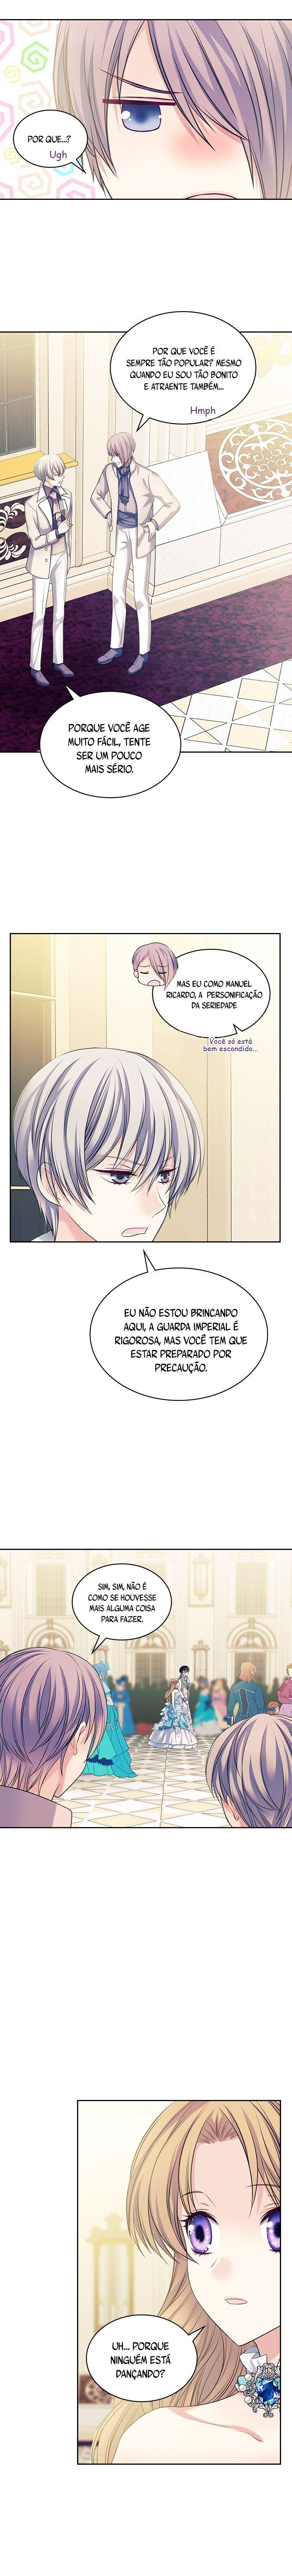 POR QUE...?
Ugh
POR QUE VOCÊ É
SEMPRE TÃO POPULAR? MESMO
QUANDO EU SOU TÃO BONITO
E ATRAENTE TAMBÉM...
Hmph
PORQUE VOCÊ AGE
MUITO FÁCIL, TENTE
SER UM POUCO
MAIS SÉRIO.
MAS EU COMO MANUEL
RICARDO, A PERSONIFICAÇÃO
DA SERIEDADE
Você só está
bem escondido...
EU NÃO ESTOU BRINCANDO
AQUI, A GUARDA IMPERIAL É
RIGOROSA, MAS VOCÊ TEM QUE
ESTAR PREPARADO POR
PRECAUÇÃO.
SIM, SIM, NÃO É
COMO SE HOUVESSE
MAIS ALGUMA COISA
PARA FAZER.
UH... PORQUE
NINGUÉM ESTÁ
DANÇANDO?